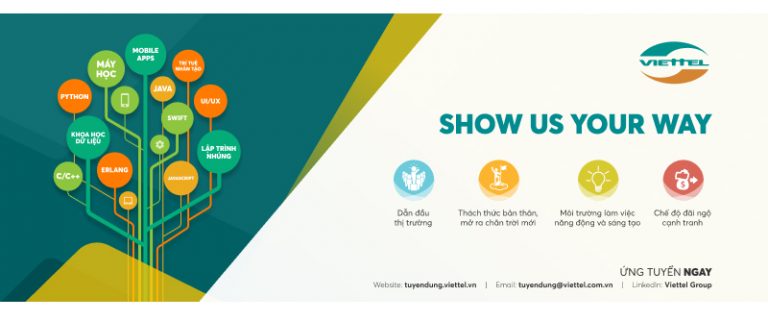 MOBILE
APPS
MÁY
HỌC
TRÍ TUỆ
NHÂN TẠO
JAVA
PYTHON
UI/UX
SWIFT
KHOA HỌC
DỮ LIỆU
LẬP TRÌNH
NHÚNG
C/C++
ERLANG
JAVASCRIPT
VIETTEL
SHOW US YOUR WAY
Dẫn đầu
thị trường
Thách thức bản thân,
mở ra chân trời mới
Môi trường làm việc
năng động và sáng tạo
Chế độ đãi ngộ
cạnh tranh
ỨNG TUYỂN NGAY
Website: tuyendung.viettel.vn | Email: tuyendung@viettel.com.vn | LinkedIn: Viettel Group